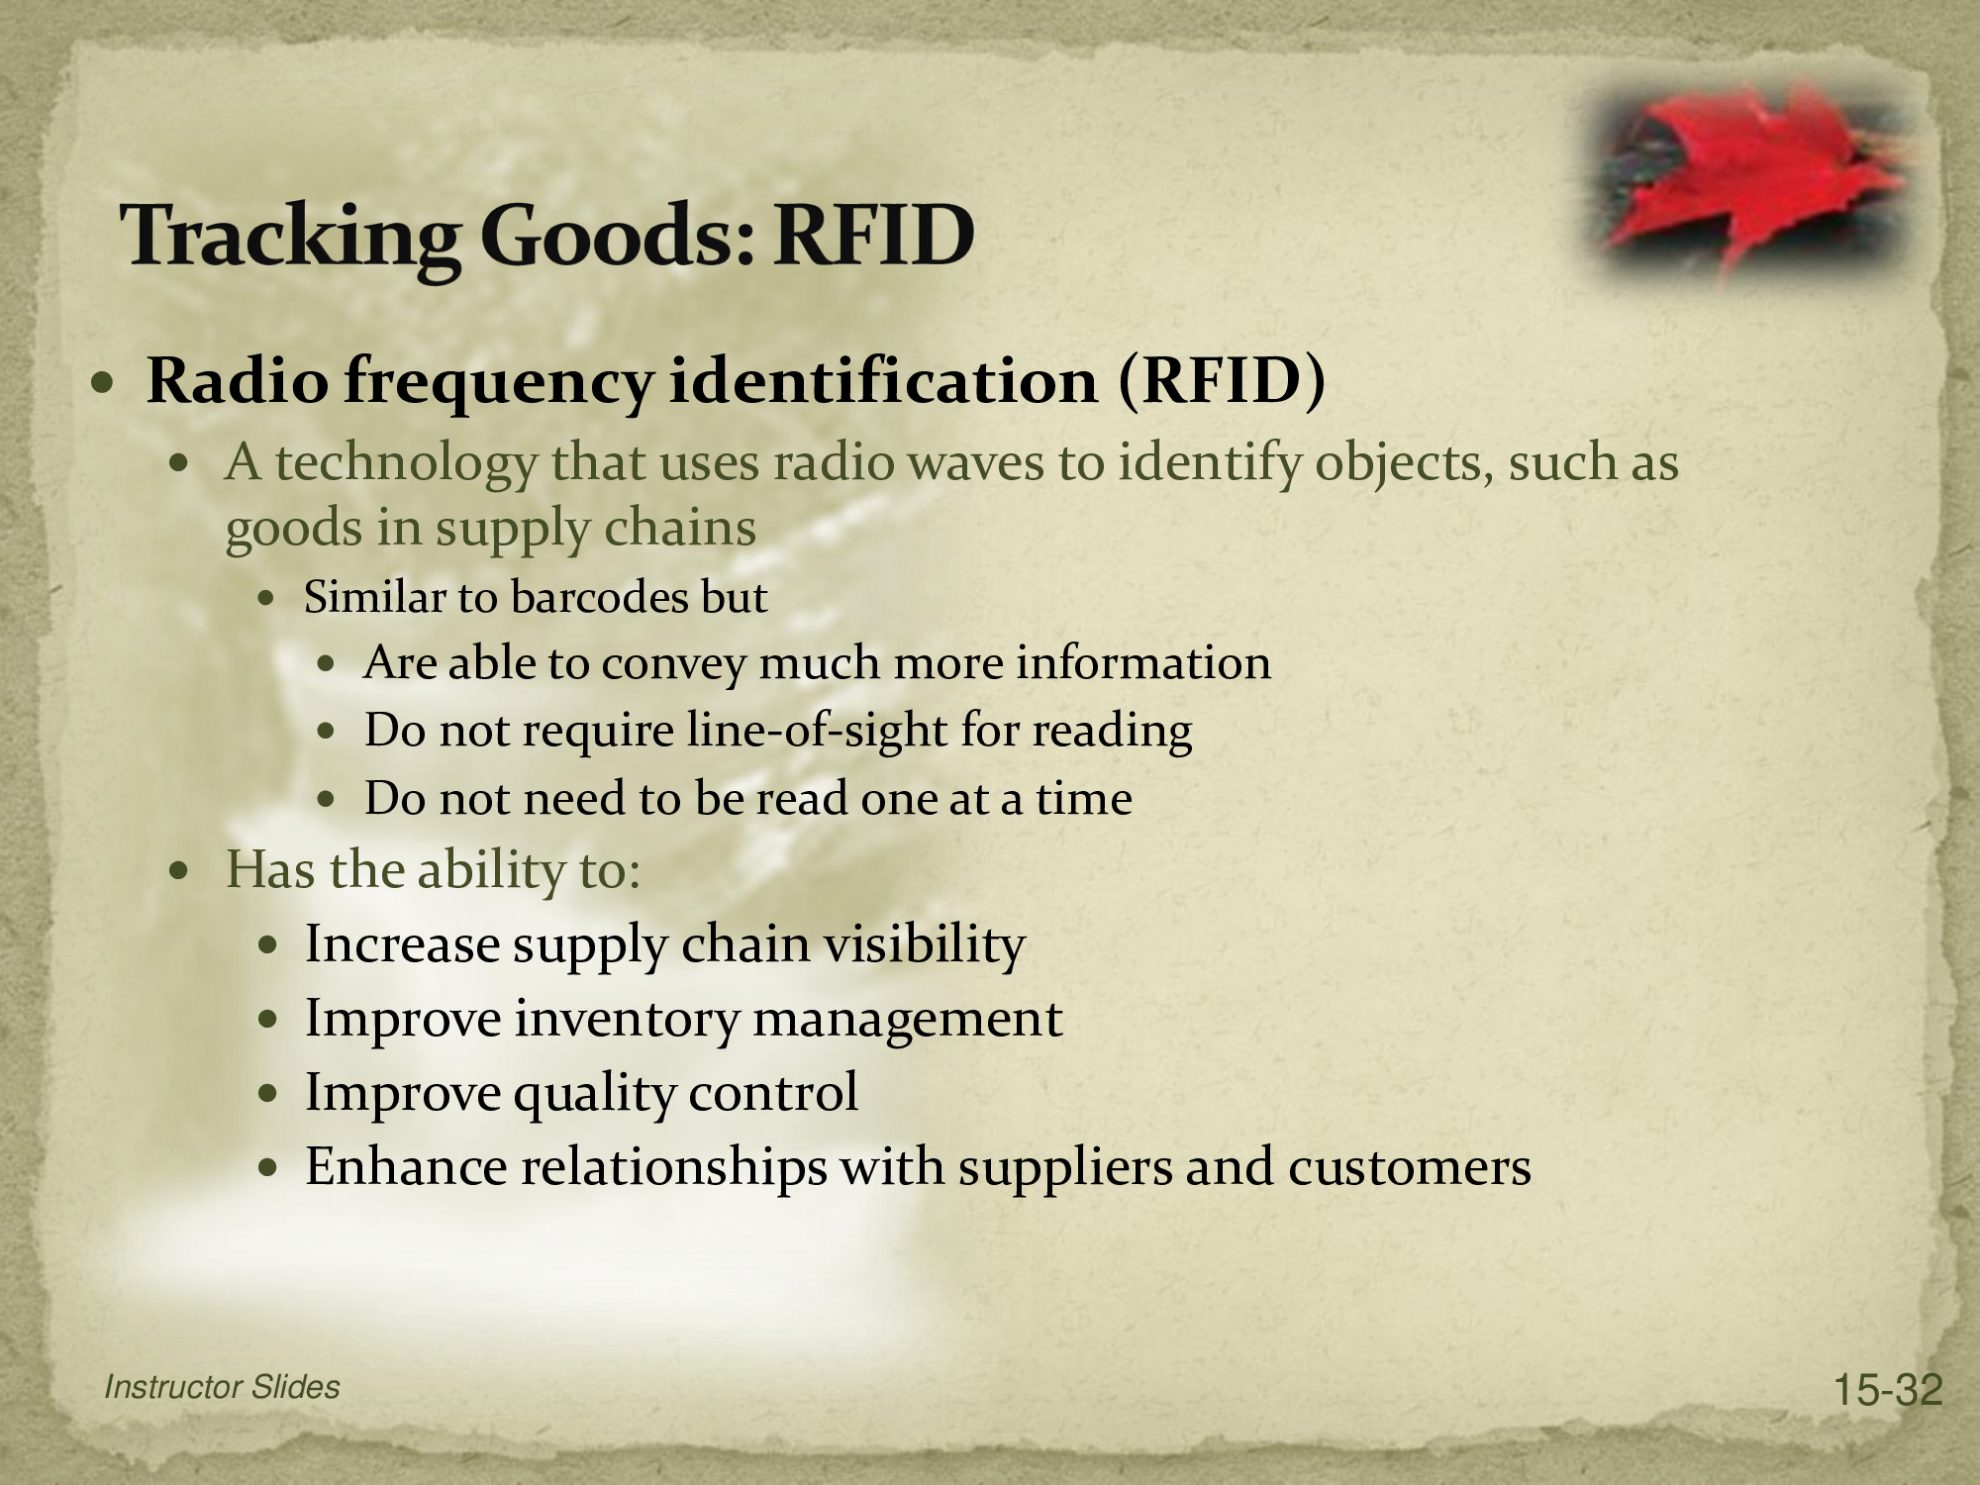 Tracking Goods: RFID
• Radio frequency identification (RFID)
• A technology that uses radio waves to identify objects, such as
goods in supply chains
• Similar to barcodes but
• Are able to convey much more information
• Do not require line-of-sight for reading
• Do not need to be read one at a time
• Has the ability to:
• Increase supply chain visibility
• Improve inventory management
• Improve quality control
• Enhance relationships with suppliers and customers
Instructor Slides
15-32